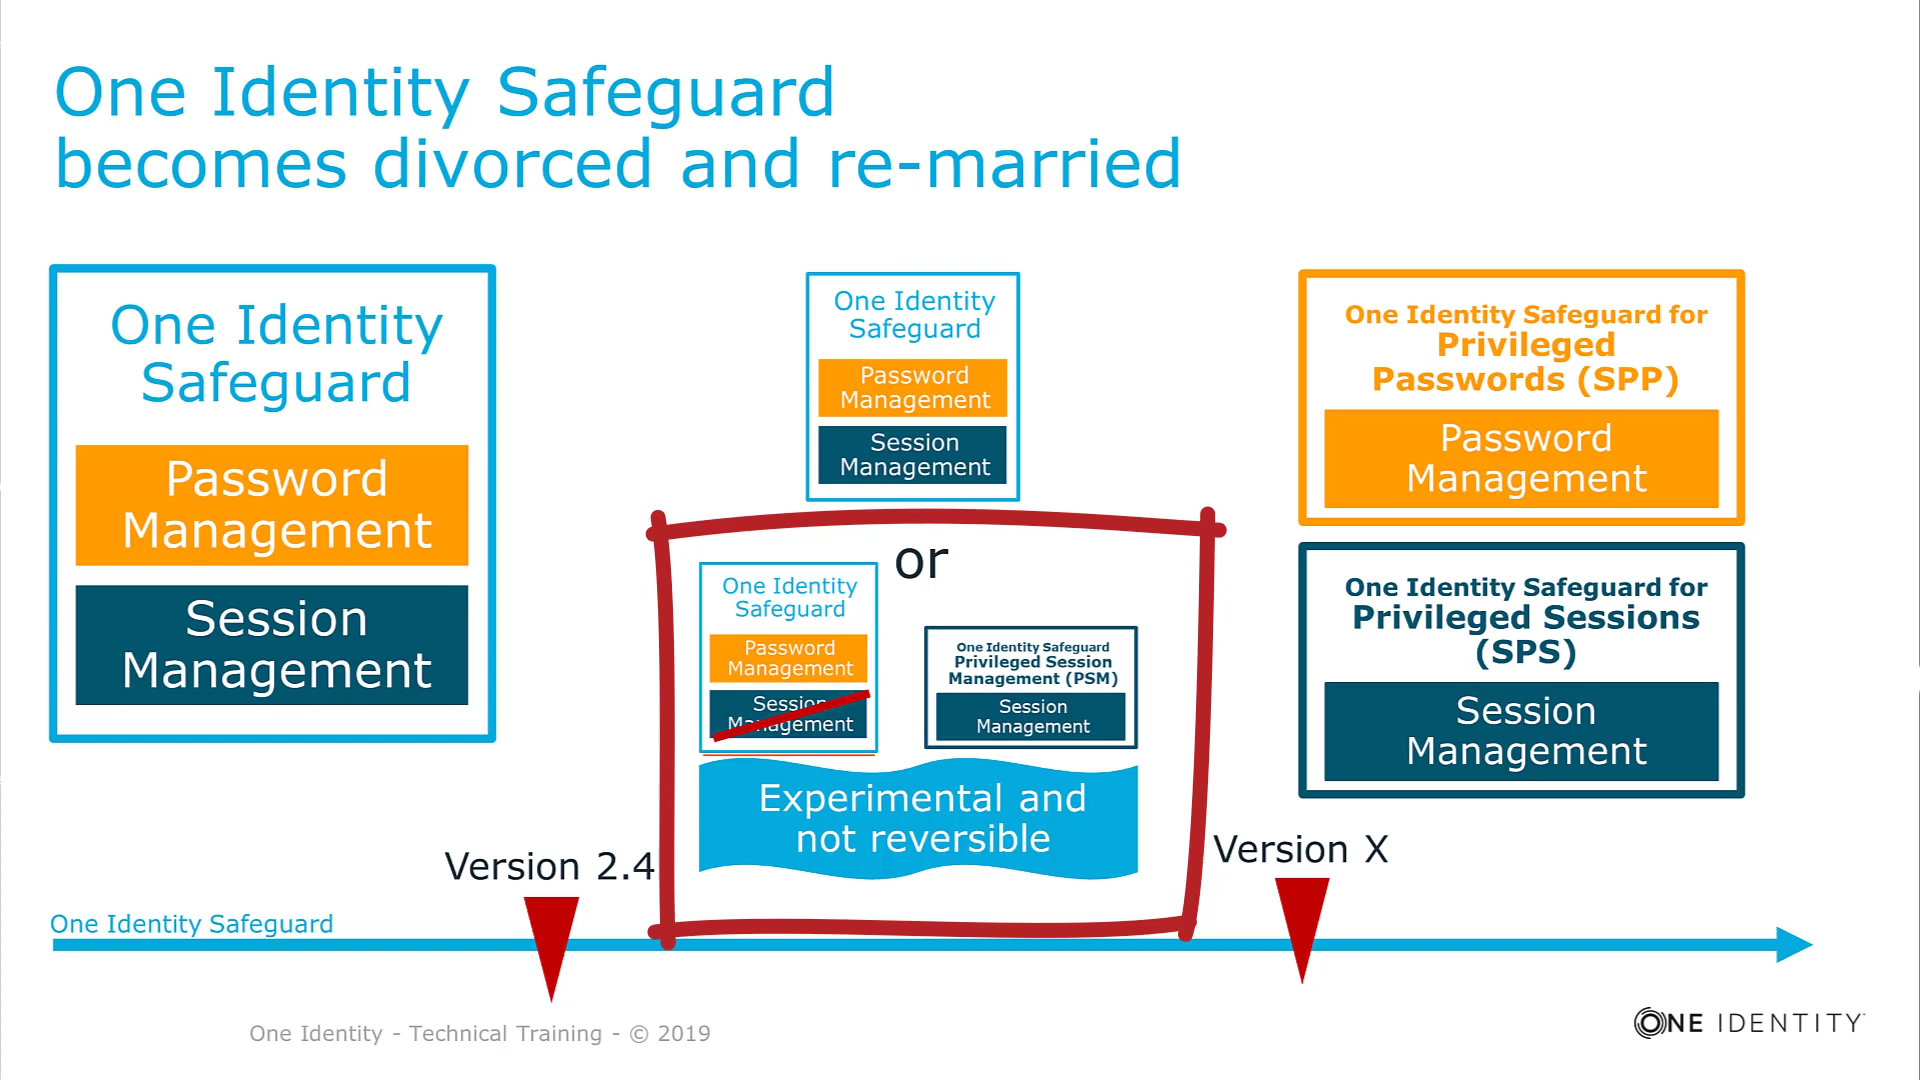 One Identity Safeguard
becomes divorced and re-married
One Identity
Safeguard
Password
Management
Session
Management
One Identity
Safeguard
Password
Management
Session
Management
or
One Identity
Safeguard
Password
Management
Session
Management
One Identity Safeguard
Privileged Session
Management (PSM)
Session
Management
Experimental and
not reversible
One Identity Safeguard for
Privileged
Passwords (SPP)
Password
Management
One Identity Safeguard for
Privileged Sessions
(SPS)
Session
Management
Version 2.4
Version X
One Identity Safeguard
One Identity - Technical Training - © 2019
ONE IDENTITY